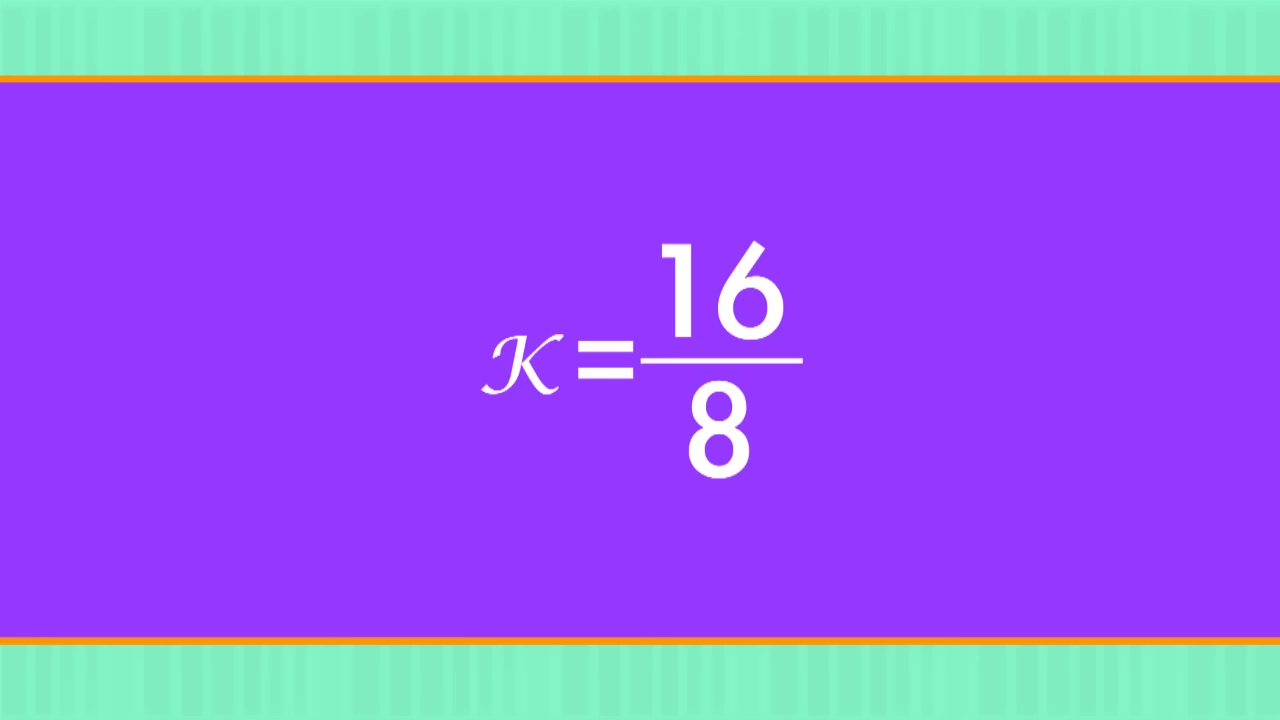 𝒦 = 16/8